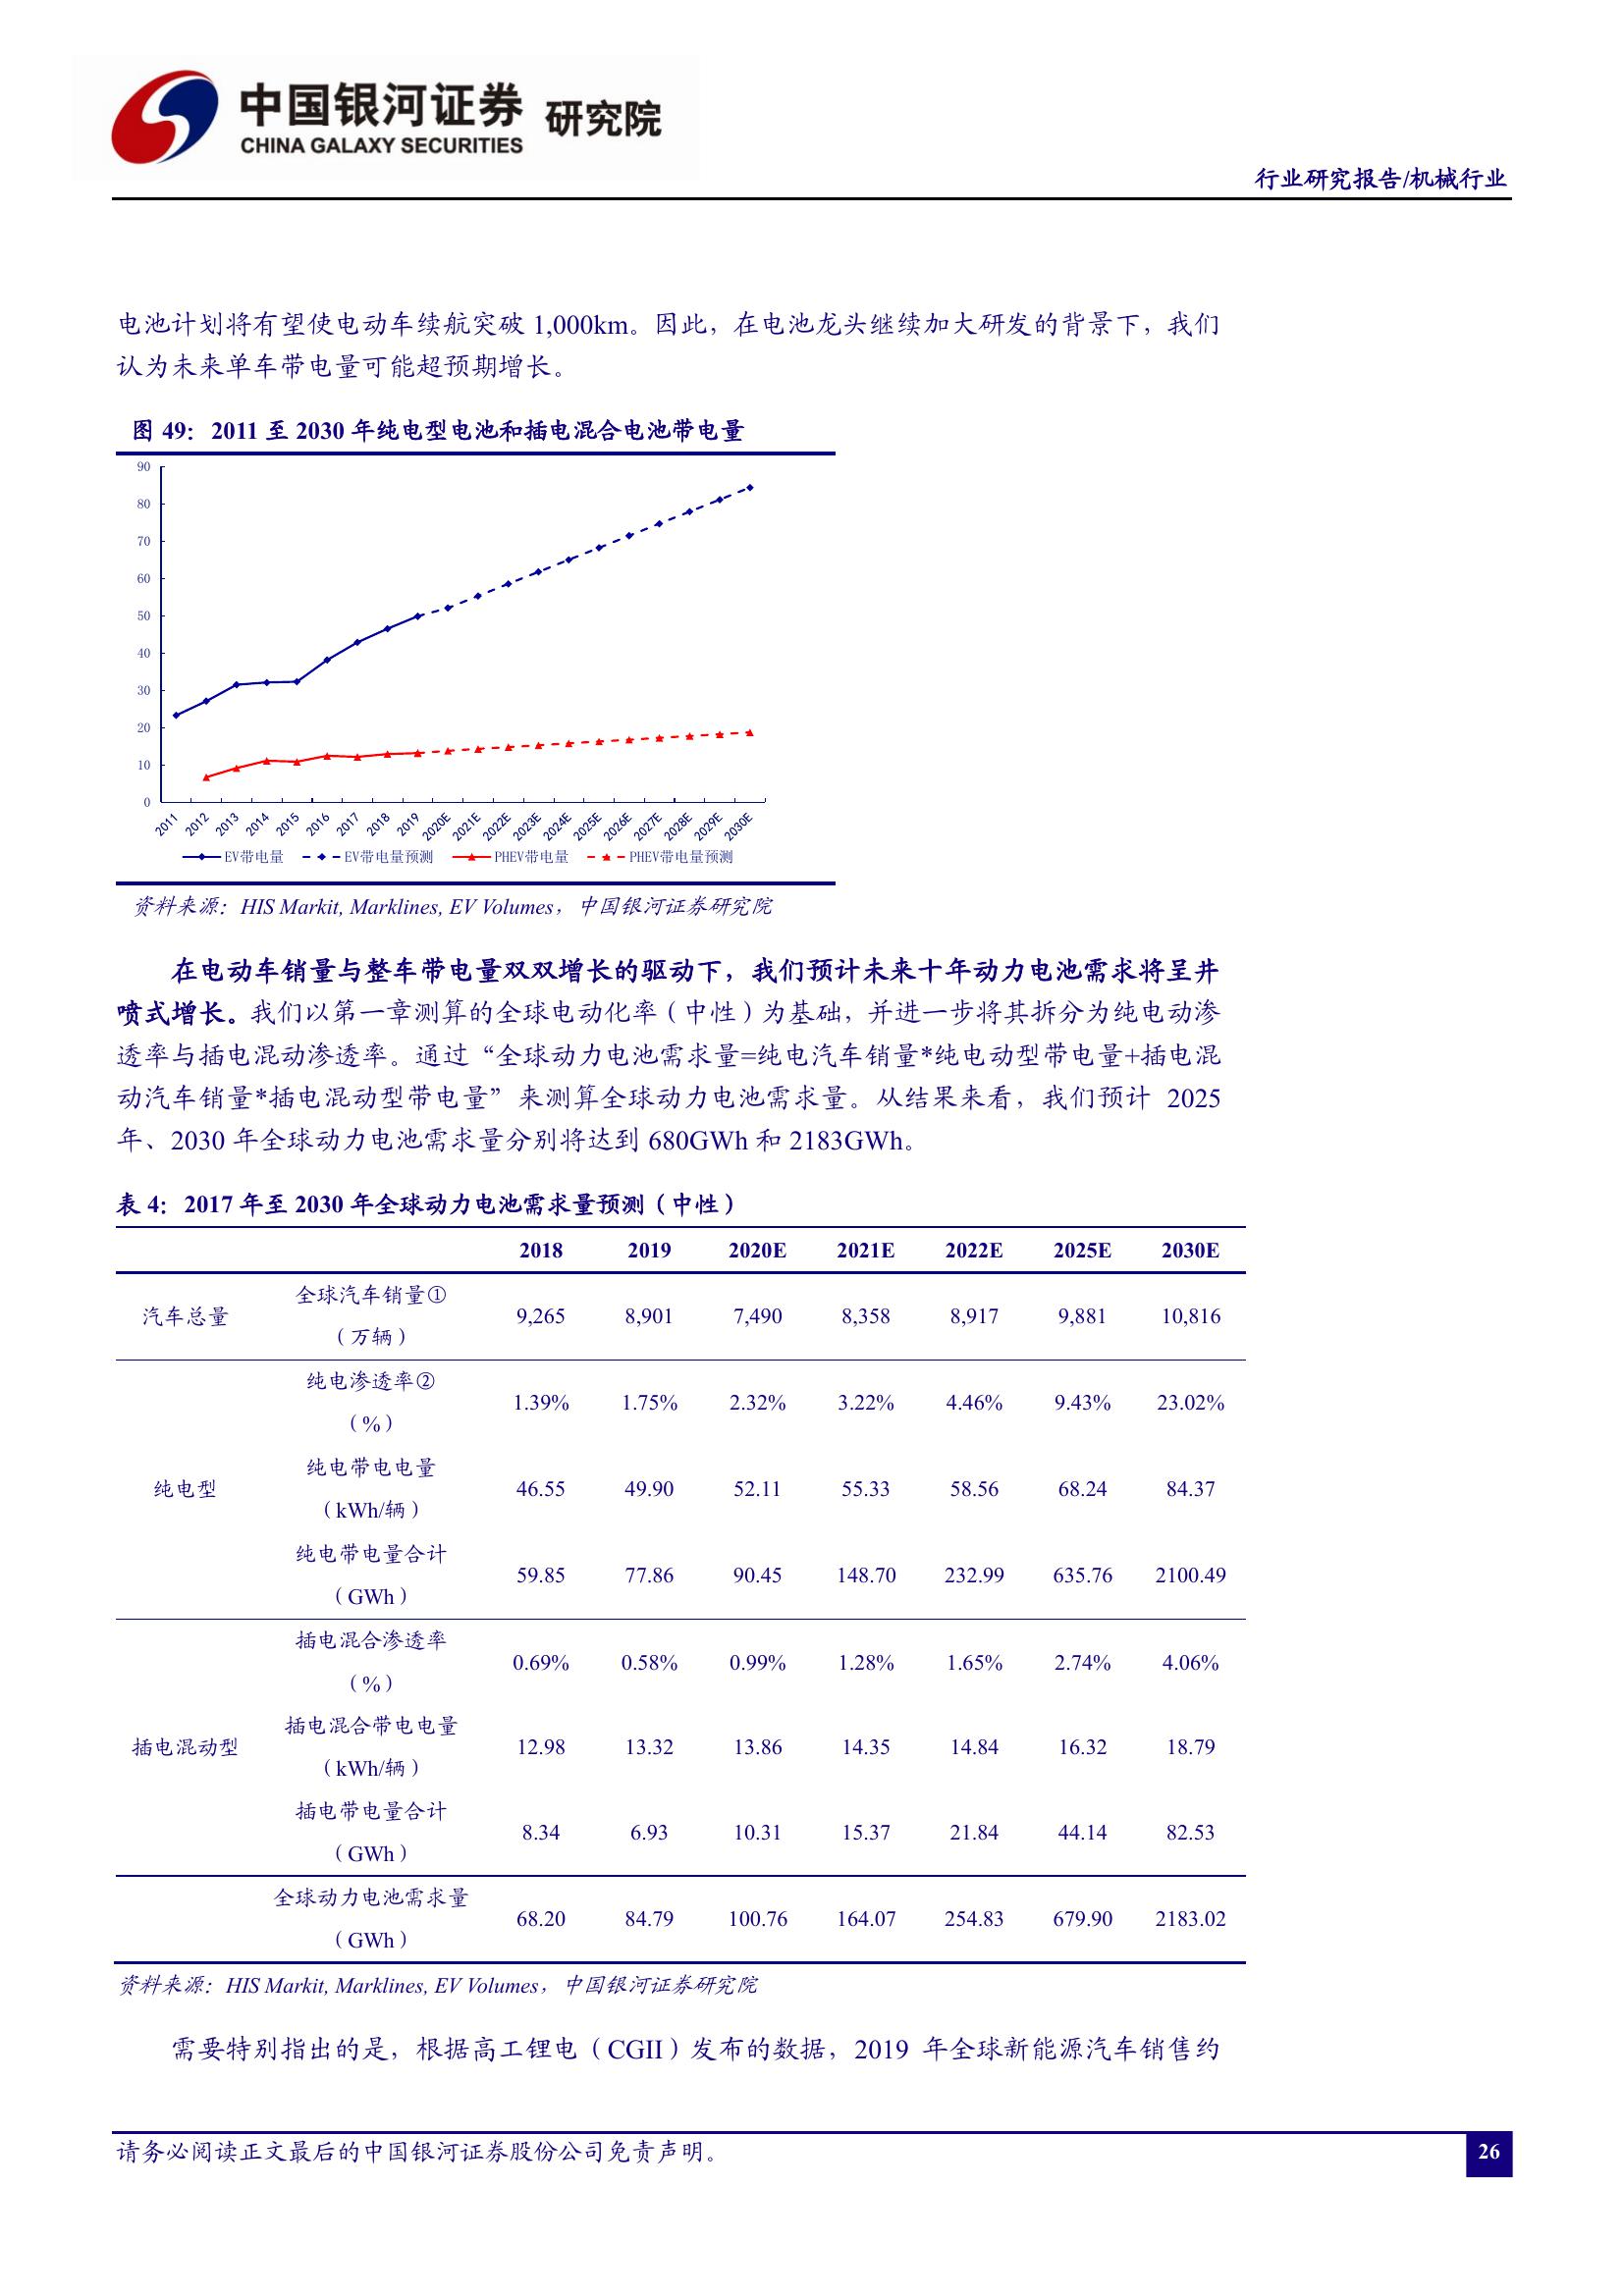 中国银河证券 研究院
CHINA GALAXY SECURITIES
行业研究报告/机械行业
电池计划将有望使电动车续航突破 1,000km。因此，在电池龙头继续加大研发的背景下，我们
认为未来单车带电量可能超预期增长。
图 49：2011 至 2030 年纯电型电池和插电混合电池带电量
90
80
70
60
50
40
30
20
10
0
2011 2012 2013 2014 2015 2016 2017 2018 2019 2020E 2021E 2022E 2023E 2024E 2025E 2026E 2027E 2028E 2029E 2030E
EV带电量 EV带电量预测 PHEV带电量 PHEV带电量预测
资料来源：HIS Markit, Marklines, EV Volumes，中国银河证券研究院
在电动车销量与整车带电量双双增长的驱动下，我们预计未来十年动力电池需求将呈井
喷式增长。我们以第一章测算的全球电动化率（中性）为基础，并进一步将其拆分为纯电动渗
透率与插电混动渗透率。通过“全球动力电池需求量=纯电汽车销量*纯电动型带电量+插电混
动汽车销量*插电混动型带电量”来测算全球动力电池需求量。从结果来看，我们预计 2025
年、2030 年全球动力电池需求量分别将达到 680GWh 和 2183GWh。
表 4：2017 年至 2030 年全球动力电池需求量预测（中性）
2018 2019 2020E 2021E 2022E 2025E 2030E
汽车总量 全球汽车销量① 9,265 8,901 7,490 8,358 8,917 9,881 10,816
（万辆）
纯电渗透率② 1.39% 1.75% 2.32% 3.22% 4.46% 9.43% 23.02%
（%）
纯电型 纯电带电电量 46.55 49.90 52.11 55.33 58.56 68.24 84.37
（kWh/辆）
纯电带电量合计 59.85 77.86 90.45 148.70 232.99 635.76 2100.49
（GWh）
插电混合渗透率 0.69% 0.58% 0.99% 1.28% 1.65% 2.74% 4.06%
（%）
插电混动型 插电混合带电电量 12.98 13.32 13.86 14.35 14.84 16.32 18.79
（kWh/辆）
插电带电量合计 8.34 6.93 10.31 15.37 21.84 44.14 82.53
（GWh）
全球动力电池需求量 68.20 84.79 100.76 164.07 254.83 679.90 2183.02
（GWh）
资料来源：HIS Markit, Marklines, EV Volumes，中国银河证券研究院
需要特别指出的是，根据高工锂电（CGII）发布的数据，2019 年全球新能源汽车销售约
请务必阅读正文最后的中国银河证券股份公司免责声明。
26